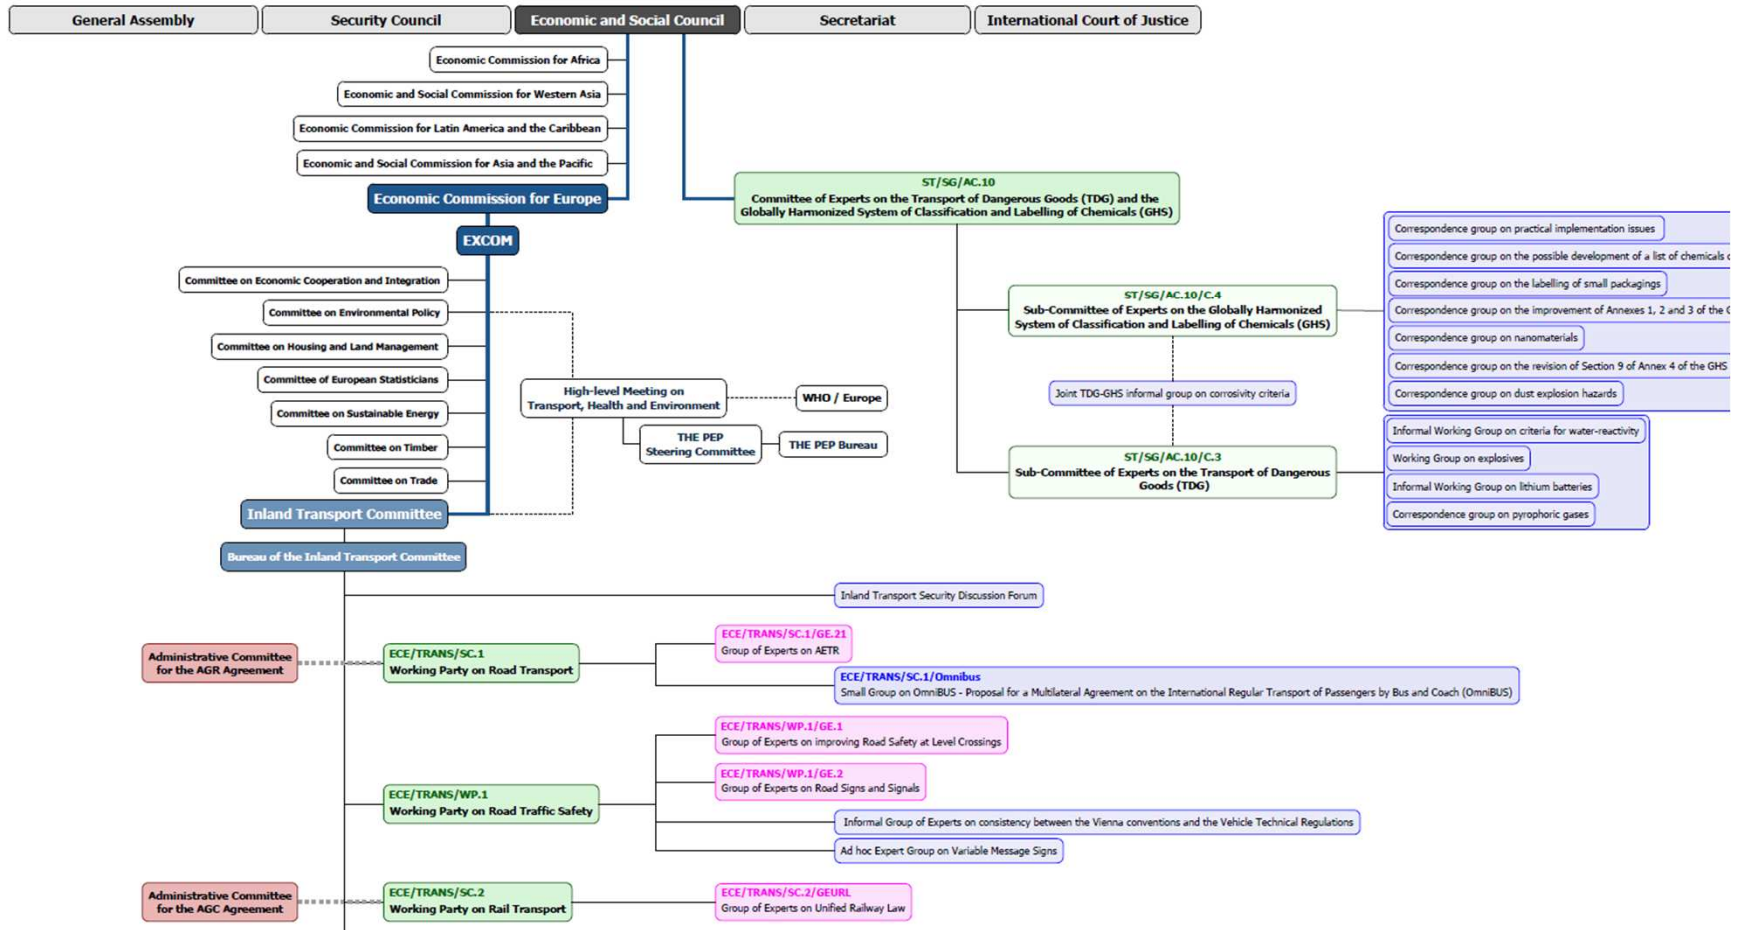 General Assembly
Security Council
Economic and Social Council
Secretariat
International Court of Justice
Economic Commission for Africa
Economic and Social Commission for Western Asia
Economic Commission for Latin America and the Caribbean
Economic and Social Commission for Asia and the Pacific
Economic Commission for Europe
EXCOM
ST/SG/AC.10
Committee of Experts on the Transport of Dangerous Goods (TDG) and the
Globally Harmonized System of Classification and Labelling of Chemicals (GHS)
Committee on Economic Cooperation and Integration
Committee on Environmental Policy
Committee on Housing and Land Management
Committee of European Statisticians
Committee on Sustainable Energy
Committee on Timber
Committee on Trade
Inland Transport Committee
Bureau of the Inland Transport Committee
High-level Meeting on
Transport, Health and Environment
WHO / Europe
THE PEP
Steering Committee
THE PEP Bureau
ST/SG/AC.10/C.4
Sub-Committee of Experts on the Globally Harmonized
System of Classification and Labelling of Chemicals (GHS)
Joint TDG-GHS informal group on corrosivity criteria
ST/SG/AC.10/C.3
Sub-Committee of Experts on the Transport of Dangerous
Goods (TDG)
Correspondence group on practical implementation issues
Correspondence group on the possible development of a list of chemicals
Correspondence group on the labelling of small packagings
Correspondence group on the improvement of Annexes 1, 2 and 3 of the
Correspondence group on nanomaterials
Correspondence group on the revision of Section 9 of Annex 4 of the GHS
Correspondence group on dust explosion hazards
Informal Working Group on criteria for water-reactivity
Working Group on explosives
Informal Working Group on lithium batteries
Correspondence group on pyrophoric gases
Inland Transport Security Discussion Forum
Administrative Committee
for the AGR Agreement
ECE/TRANS/SC.1
Working Party on Road Transport
ECE/TRANS/SC.1/GE.21
Group of Experts on AETR
ECE/TRANS/SC.1/Omnibus
Small Group on OmniBUS - Proposal for a Multilateral Agreement on the International Regular Transport of Passengers by Bus and Coach (OmniBUS)
ECE/TRANS/WP.1
Working Party on Road Traffic Safety
ECE/TRANS/WP.1/GE.1
Group of Experts on improving Road Safety at Level Crossings
ECE/TRANS/WP.1/GE.2
Group of Experts on Road Signs and Signals
Informal Group of Experts on consistency between the Vienna conventions and the Vehicle Technical Regulations
Ad hoc Expert Group on Variable Message Signs
Administrative Committee
for the AGC Agreement
ECE/TRANS/SC.2
Working Party on Rail Transport
ECE/TRANS/SC.2/GEURL
Group of Experts on Unified Railway Law